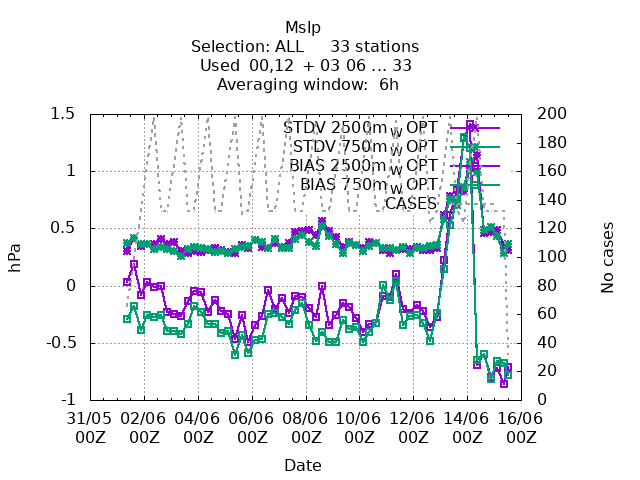 Mslp
Selection: ALL 33 stations
Used 00,12 + 03 06 ... 33
Averaging window: 6h
1.5
1
0.5
0
-0.5
-1
hPa
200
180
160
140
120
100
80
60
40
20
0
No cases
STDV 2500m_W OPT
STDV 750m_W OPT
BIAS 2500m_W OPT
BIAS 750m_W OPT
CASES
31/05 02/06 04/06 06/06 08/06 10/06 12/06 14/06 16/06
00Z 00Z 00Z 00Z 00Z 00Z 00Z 00Z 00Z
Date